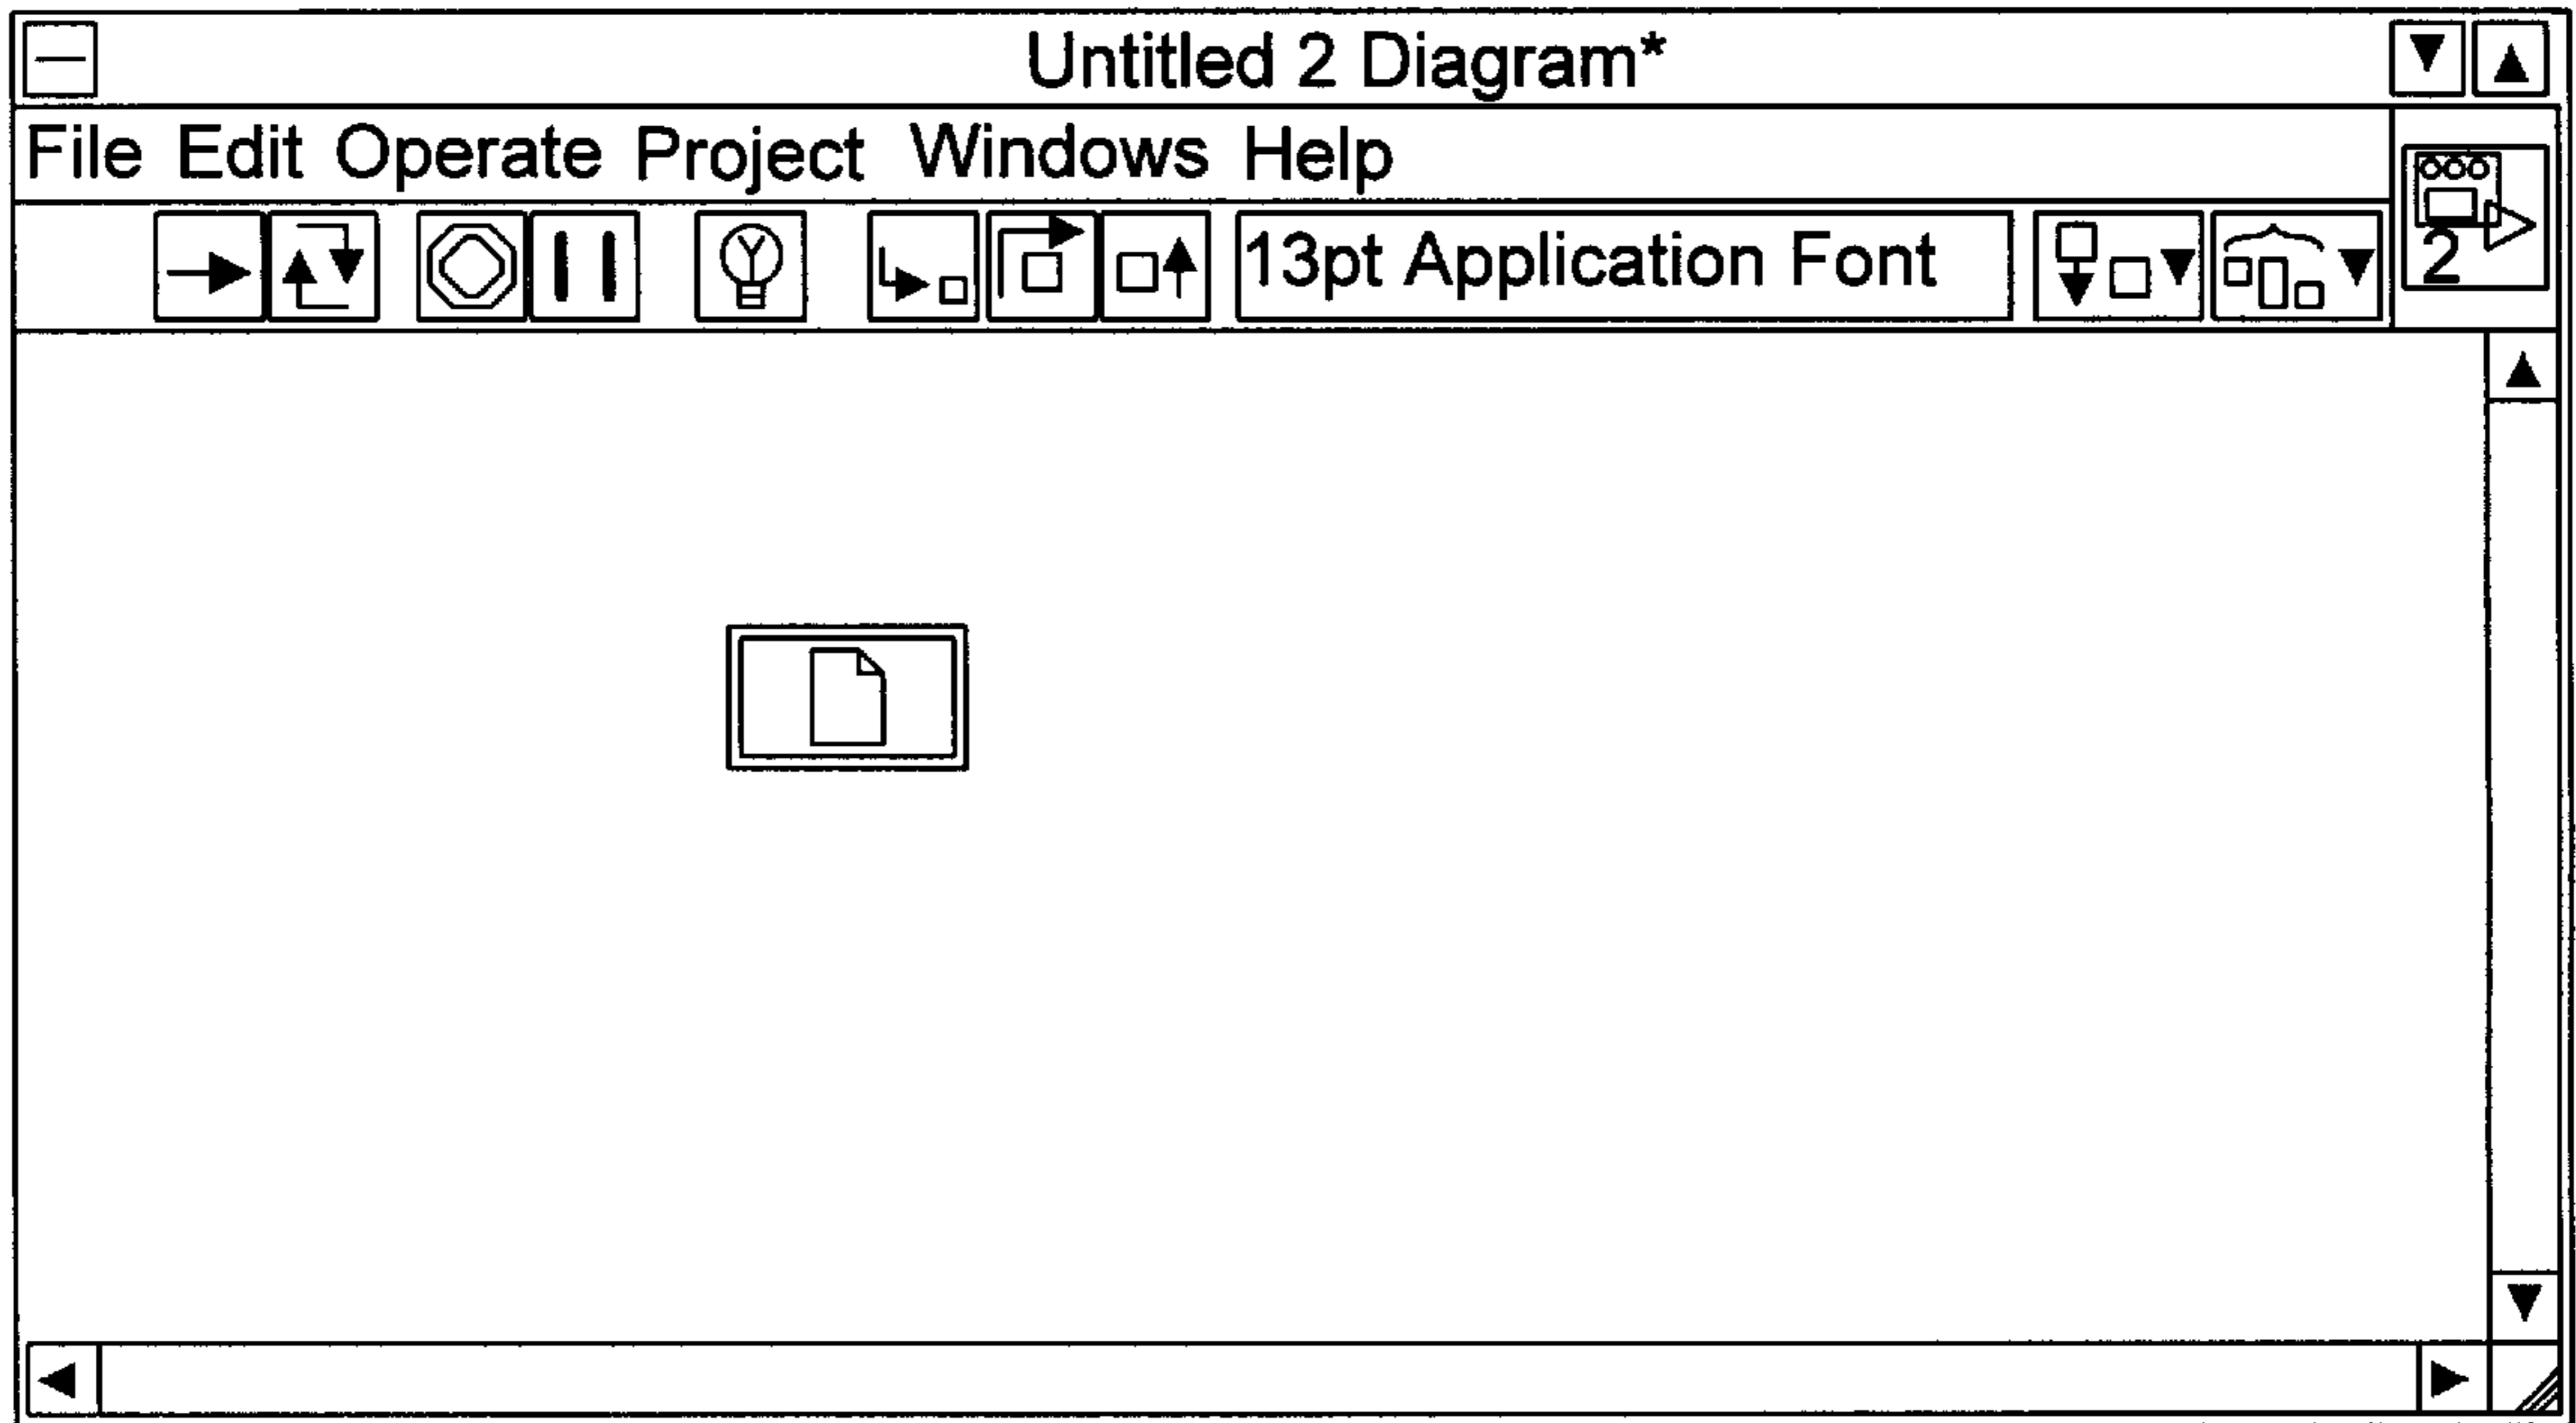 Untitled 2 Diagram*
File Edit Operate Project Windows Help
13pt Application Font
2